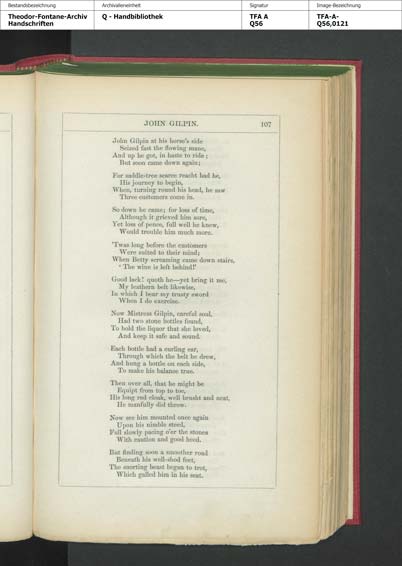 Bestandsbezeichnung
Theodor-Fontane-Archiv
Handschriften
Archivalieneinheit
Q - Handbibliothek
Signatur
TFA A
Q56
Image-Bezeichnung
TFA-A-
Q56,0121
JOHN GILPIN. 107
John Gilpin at his horse's side
Seized fast the flowing mane,
And up he got, in haste to ride;
But soon came down again;
For saddle-tree scarce reacht had he,
His journey to begin,
When, turning round his head, he saw
Three customers come in.
So down he came; for loss of time,
Although it grieved him sore,
Yet loss of pence, full well he knew,
Would trouble him much more.
'Twas long before the customers
Were suited to their mind;
When Betty screaming came down stairs,
' The wine is left behind!'
Good lack! quoth he—yet bring it me,
My leathern belt likewise,
In which I bear my trusty sword
When I do exercise.
Now Mistress Gilpin, careful soul,
Had two stone bottles found,
To hold the liquor that she loved,
And keep it safe and sound.
Each bottle had a curling ear,
Through which the belt he drew,
And hung a bottle on each side,
To make his balance true.
Then over all, that he might be
Equipt from top to toe,
His long red cloak, well brusht and neat,
He manfully did throw.
Now see him mounted once again
Upon his nimble steed,
Full slowly pacing o'er the stones
With caution and good heed.
But finding soon a smoother road
Beneath his well-shod feet,
The snorting beast began to trot,
Which galled him in his seat.